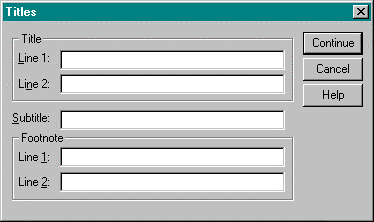 Titles
Title
Line 1:
Line 2:
Subtitle:
Footnote
Line 1:
Line 2:
Continue
Cancel
Help